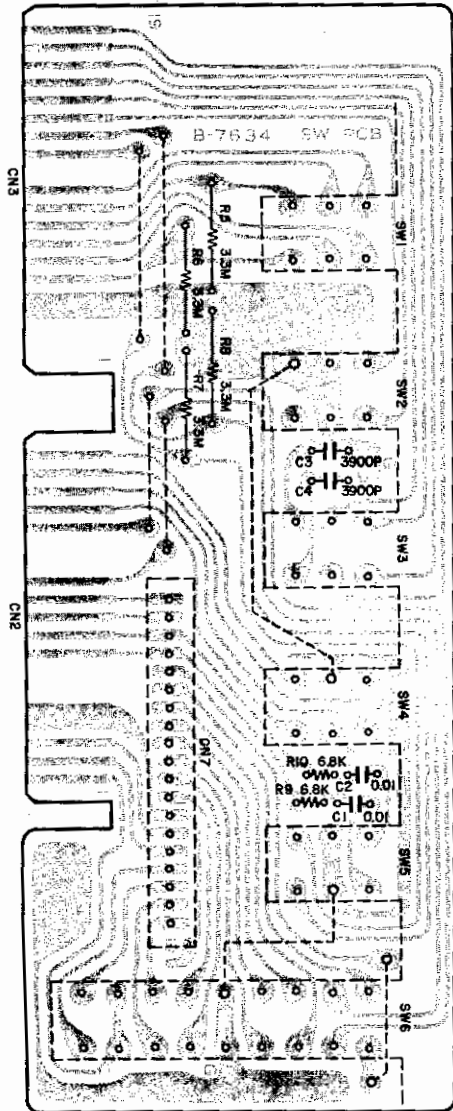 B-7634 SW PCB
CN3
R5 3.3M
SW1
R6 3.3M
R8 3.3M
R7 3.3M
SW2
C3 3900P
C4 3900P
SW3
CN2
CN7
SW4
R10 6.8K C2 0.01
R9 6.8K C1 0.01
SW5
SW6